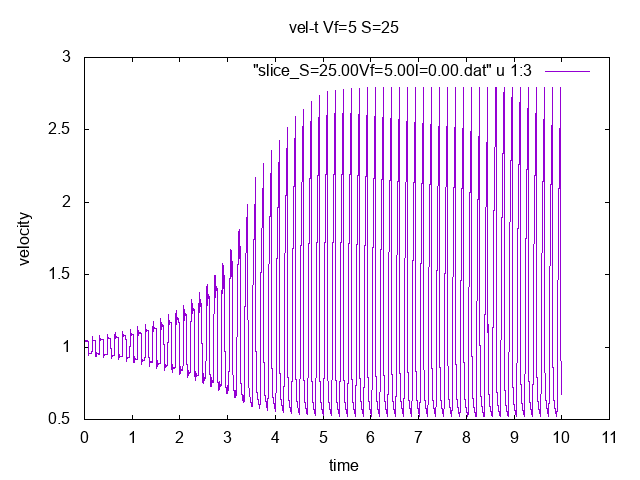 vel-t Vf=5 S=25
"slice_S=25.00Vf=5.00I=0.00.dat" u 1:3
3
2.5
2
1.5
1
0.5
velocity
0 1 2 3 4 5 6 7 8 9 10 11
time